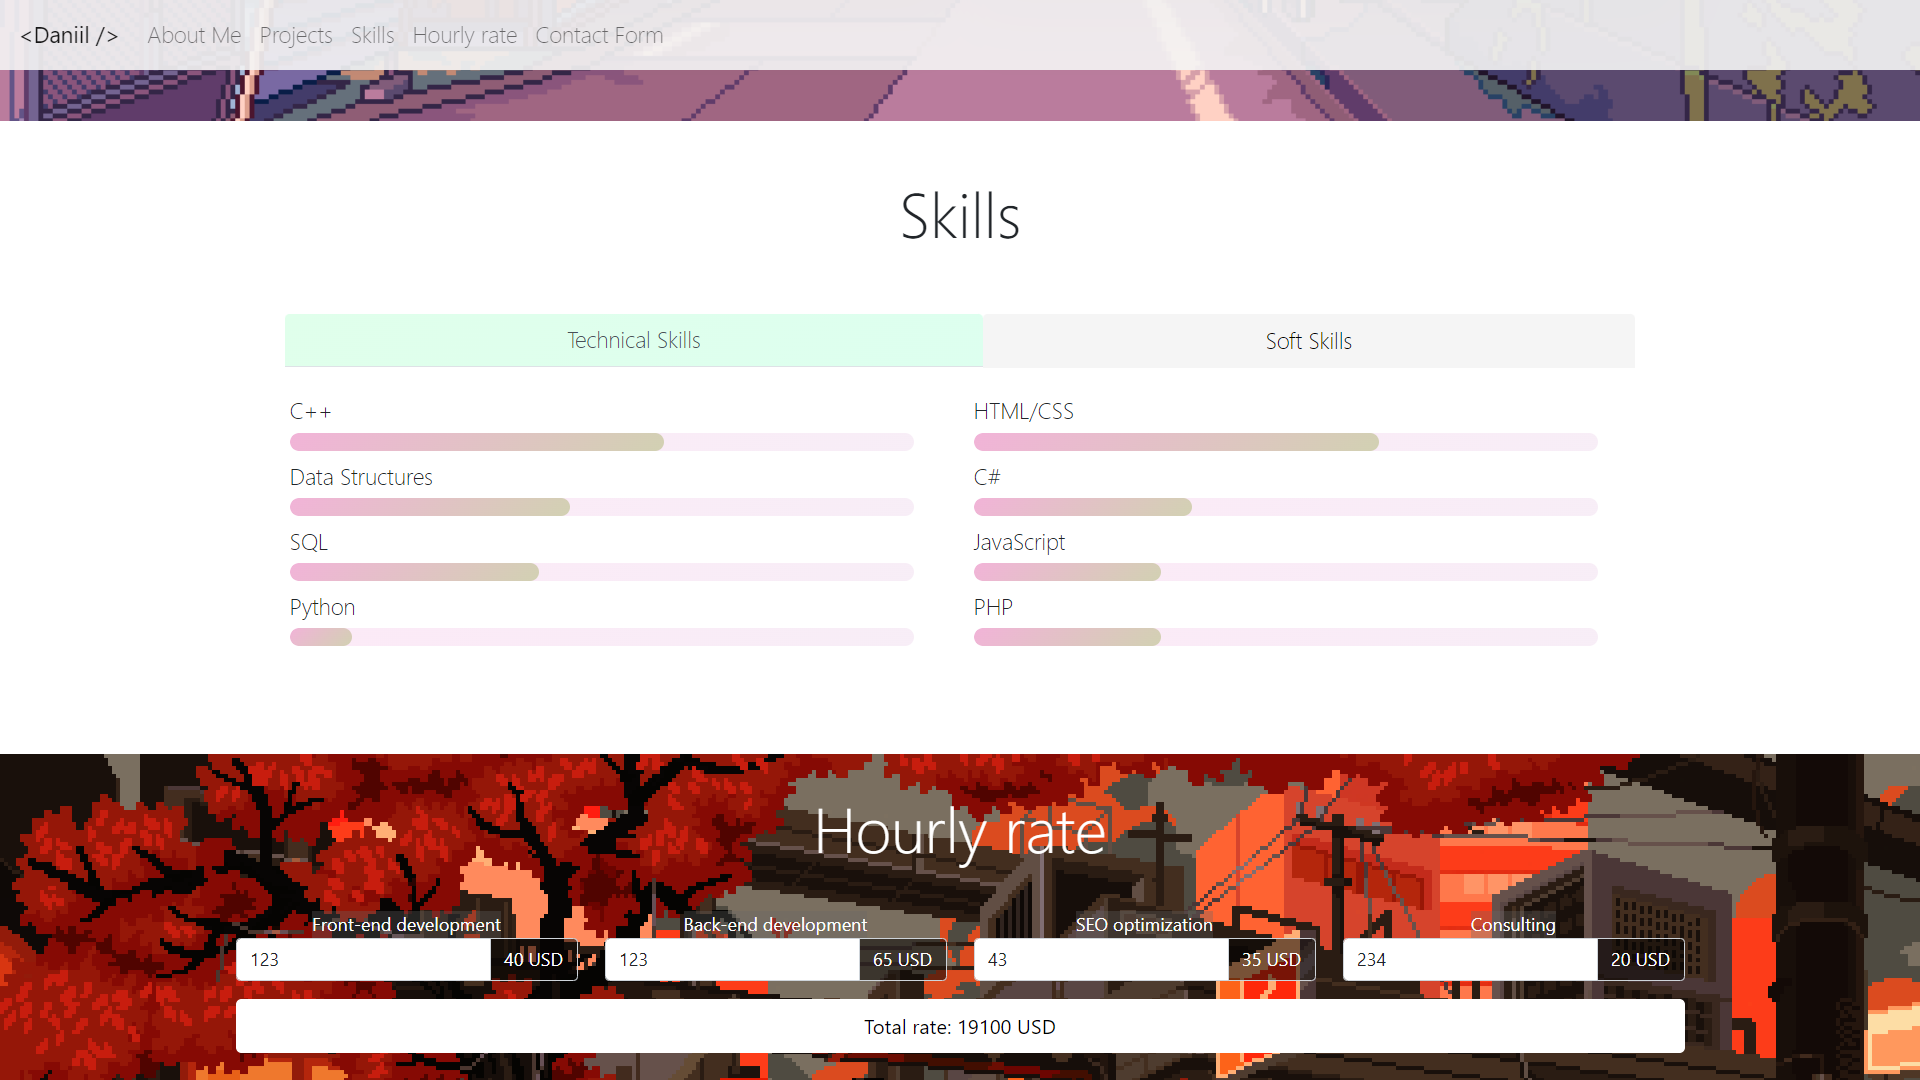 <Daniil /> About Me Projects Skills Hourly rate Contact Form
Skills
Technical Skills Soft Skills
C++ HTML/CSS
Data Structures C#
SQL JavaScript
Python PHP
Hourly rate
Front-end development Back-end development SEO optimization Consulting
123 40 USD 123 65 USD 43 35 USD 234 20 USD
Total rate: 19100 USD